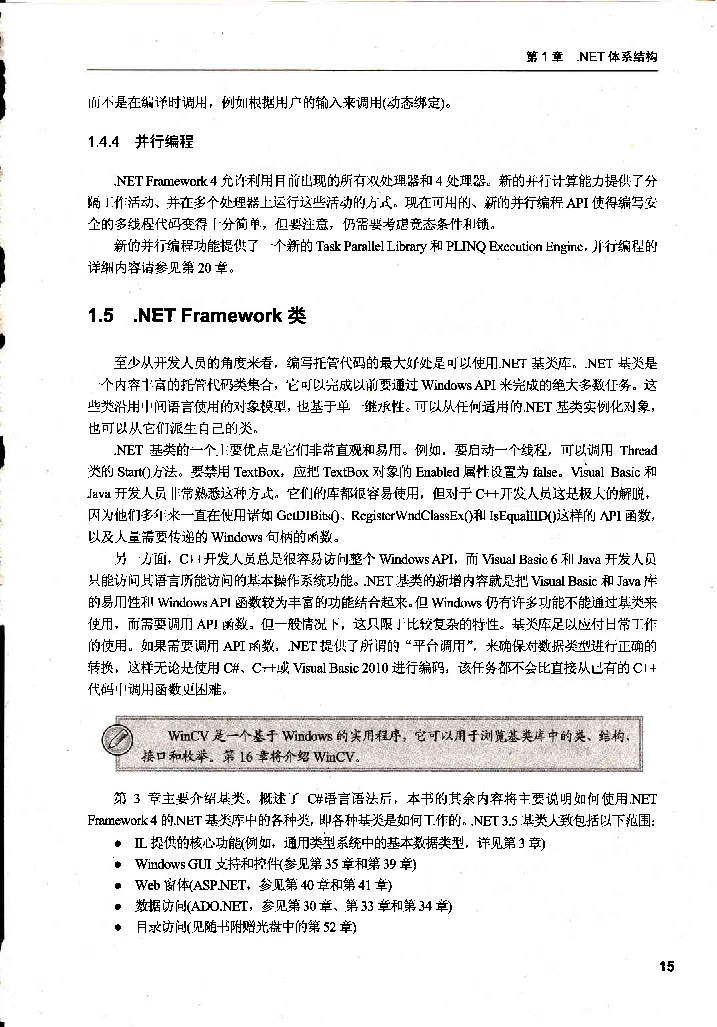 第 1 章　.NET 体系结构
而不是在编译时调用，例如根据用户的输入来调用(动态绑定)。
1.4.4　并行编程
.NET Framework 4 允许利用目前出现的所有双处理器和 4 处理器。新的并行计算能力提供了分
隔工作活动、并在多个处理器上运行这些活动的方式。现在可用的、新的并行编程 API 使得编写安
全的多线程代码变得十分简单，但要注意，仍需要考虑竞态条件和锁。
新的并行编程功能提供了一个新的 Task Parallel Library 和 PLINQ Execution Engine，并行编程的
详细内容请参见第 20 章。
1.5　.NET Framework 类
至少从开发人员的角度来看，编写托管代码的最大好处是可以使用.NET 基类库。.NET 基类是
一个内容丰富的托管代码类集合，它可以完成以前要通过 Windows API 来完成的绝大多数任务。这
些类沿用中间语言使用的对象模型，也基于单一继承性。可以从任何适用的.NET 基类实例化对象，
也可以从它们派生自己的类。
.NET 基类的一个主要优点是它们非常直观和易用。例如，要启动一个线程，可以调用 Thread
类的 Start()方法。要禁用 TextBox，应把 TextBox 对象的 Enabled 属性设置为 false。Visual Basic 和
Java 开发人员非常熟悉这种方式。它们的库都很容易使用，但对于 C++开发人员这是极大的解脱，
因为他们多年来一直在使用诸如 GetDIBits()、RegisterWndClassEx()和 IsEqualIID()这样的 API 函数，
以及大量需要传递的 Windows 句柄的函数。
另一方面，C++开发人员总是很容易访问整个 Windows API，而 Visual Basic 6 和 Java 开发人员
只能访问其语言所能访问的基本操作系统功能。.NET 基类的新增内容就是把 Visual Basic 和 Java 库
的易用性和 Windows API 函数较为丰富的功能结合起来。但 Windows 仍有许多功能不能通过基类来
使用，而需要调用 API 函数。但一般情况下，这只限于比较复杂的特性。基类库足以应付日常工作
的使用。如果需要调用 API 函数，.NET 提供了所谓的“平台调用”，来确保对数据类型进行正确的
转换，这样无论是使用 C#、C++或 Visual Basic 2010 进行编码，该任务都不会比直接从已有的 C++
代码中调用函数更困难。
WinCV 是一个基于 Windows 的实用程序，它可以用于浏览基类库中的类、结构、
接口和枚举。第 16 章将介绍 WinCV。
第 3 章主要介绍基类。概述了 C#语言语法后，本书的其余内容将主要说明如何使用.NET
Framework 4 的.NET 基类库中的各种类，即各种基类是如何工作的。.NET 3.5 基类大致包括以下范围：
● IL 提供的核心功能(例如，通用类型系统中的基本数据类型，详见第 3 章)
● Windows GUI 支持和控件(参见第 35 章和第 39 章)
● Web 窗体(ASP.NET，参见第 40 章和第 41 章)
● 数据访问(ADO.NET，参见第 30 章、第 33 章和第 34 章)
● 目录访问(见随书附赠光盘中的第 52 章)
15